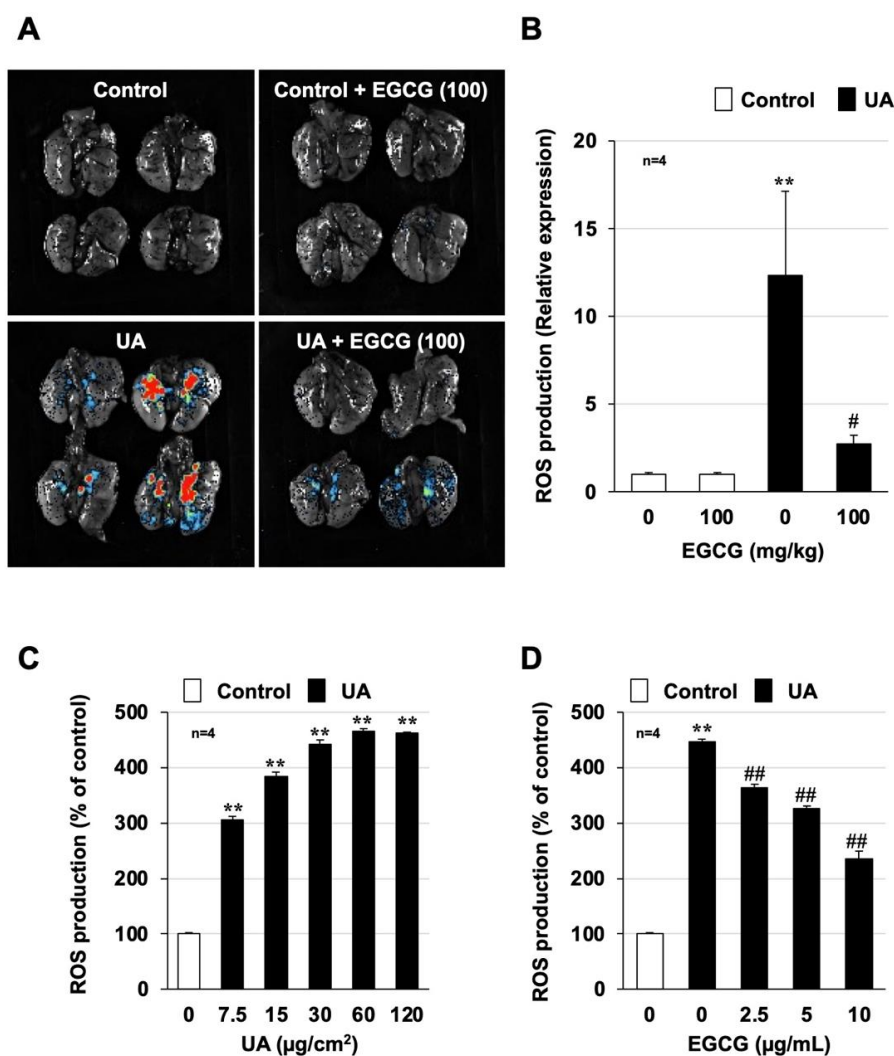 A
Control
Control + EGCG (100)
UA
UA + EGCG (100)
B
Control UA
ROS production (Relative expression)
20
15
10
5
0
n=4
**
#
0 100 0 100
EGCG (mg/kg)
C
Control UA
ROS production (% of control)
500
400
300
200
100
0
n=4
** ** ** ** **
0 7.5 15 30 60 120
UA (µg/cm²)
D
Control UA
ROS production (% of control)
500
400
300
200
100
0
n=4
** ## ## ##
0 0 2.5 5 10
EGCG (µg/mL)